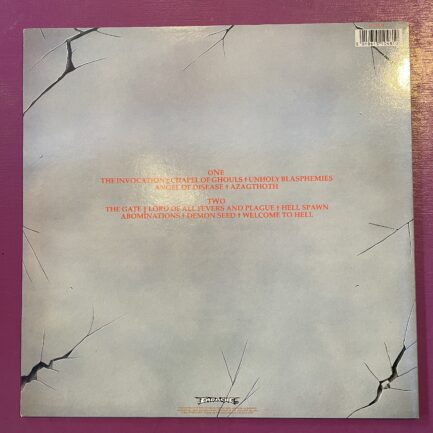 ONE
THE INVOCATION † CHAPEL OF GHOULS † UNHOLY BLASPHEMIES
ANGEL OF DISEASE † AZAGTHOTH
TWO
THE GATE † LORD OF ALL FEVERS AND PLAGUE † HELL SPAWN
ABOMINATIONS † DEMON SEED † WELCOME TO HELL
EARACHE